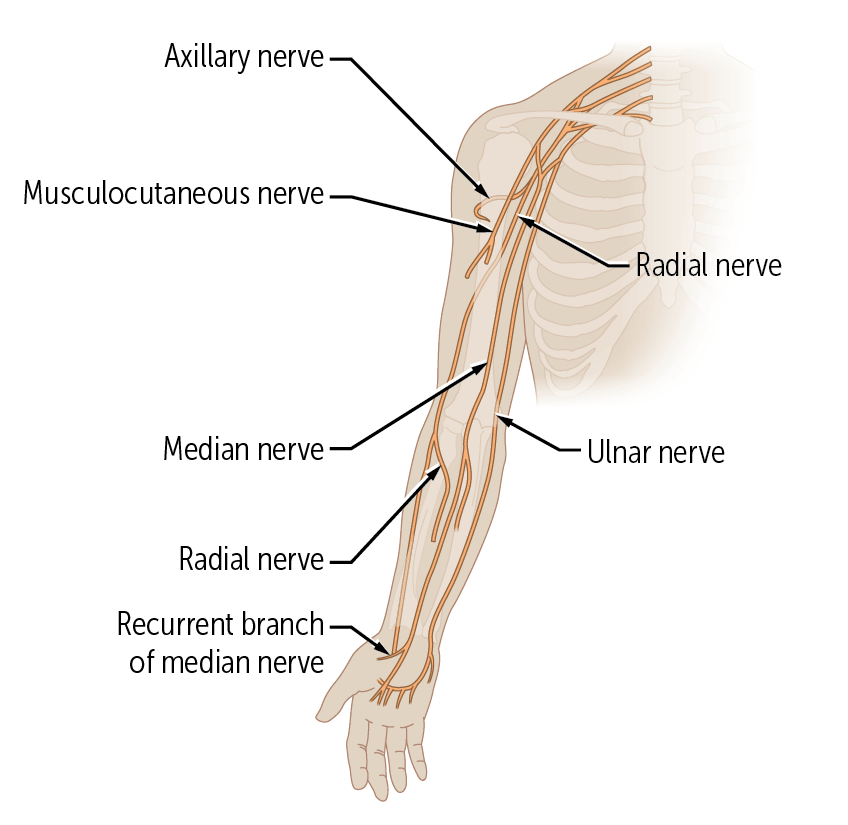 Axillary nerve
Musculocutaneous nerve
Radial nerve
Median nerve
Ulnar nerve
Radial nerve
Recurrent branch
of median nerve